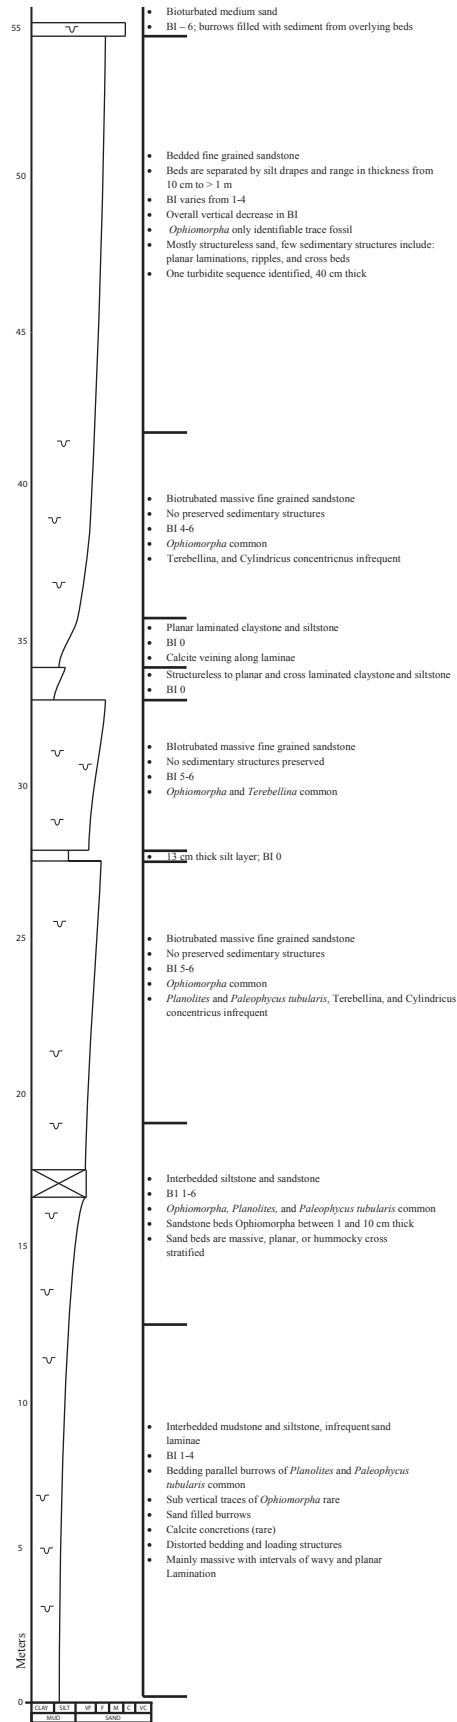 55
• Bioturbated medium sand
• BI – 6; burrows filled with sediment from overlying beds
• Bedded fine grained sandstone
50
• Beds are separated by silt drapes and range in thickness from
10 cm to > 1 m
• BI varies from 1-4
• Overall vertical decrease in BI
• Ophiomorpha only identifiable trace fossil
• Mostly structureless sand, few sedimentary structures include:
planar laminations, ripples, and cross beds
• One turbidite sequence identified, 40 cm thick
45
40
• Biotrubated massive fine grained sandstone
• No preserved sedimentary structures
• BI 4-6
• Ophiomorpha common
• Terebellina, and Cylindricus concentricnus infrequent
35
• Planar laminated claystone and siltstone
• BI 0
• Calcite veining along laminae
• Structureless to planar and cross laminated claystone and siltstone
• BI 0
• BIotrubated massive fine grained sandstone
• No sedimentary structures preserved
30
• BI 5-6
• Ophiomorpha and Terebellina common
• 13 cm thick silt layer; BI 0
25
• Biotrubated massive fine grained sandstone
• No preserved sedimentary structures
• BI 5-6
• Ophiomorpha common
• Planolites and Paleophycus tubularis, Terebellina, and Cylindricus
concentricus infrequent
20
• Interbedded siltstone and sandstone
• B1 1-6
• Ophiomorpha, Planolites, and Paleophycus tubularis common
• Sandstone beds Ophiomorpha between 1 and 10 cm thick
• Sand beds are massive, planar, or hummocky cross
stratified
15
10
• Interbedded mudstone and siltstone, infrequent sand
laminae
• BI 1-4
• Bedding parallel burrows of Planolites and Paleophycus
tubularis common
• Sub vertical traces of Ophiomorpha rare
• Sand filled burrows
• Calcite concretions (rare)
5
• Distorted bedding and loading structures
• Mainly massive with intervals of wavy and planar
Lamination
Meters
0
CLAY SILT VF F M C VC
MUD SAND